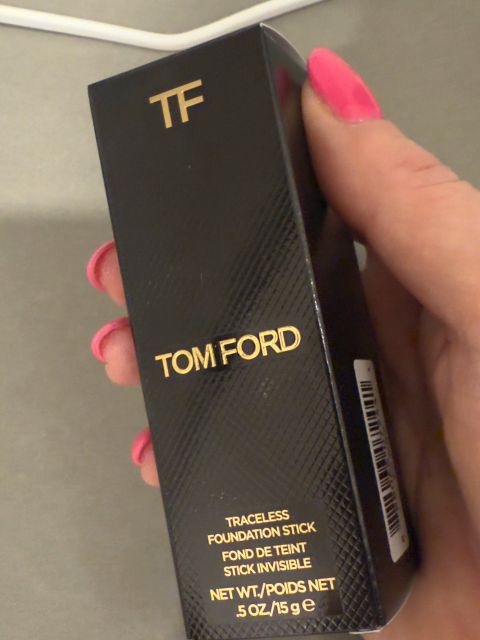 TF
TOM FORD
TRACELESS
FOUNDATION STICK
FOND DE TEINT
STICK INVISIBLE
NET WT./POIDS NET
.5 OZ./15 g ℮